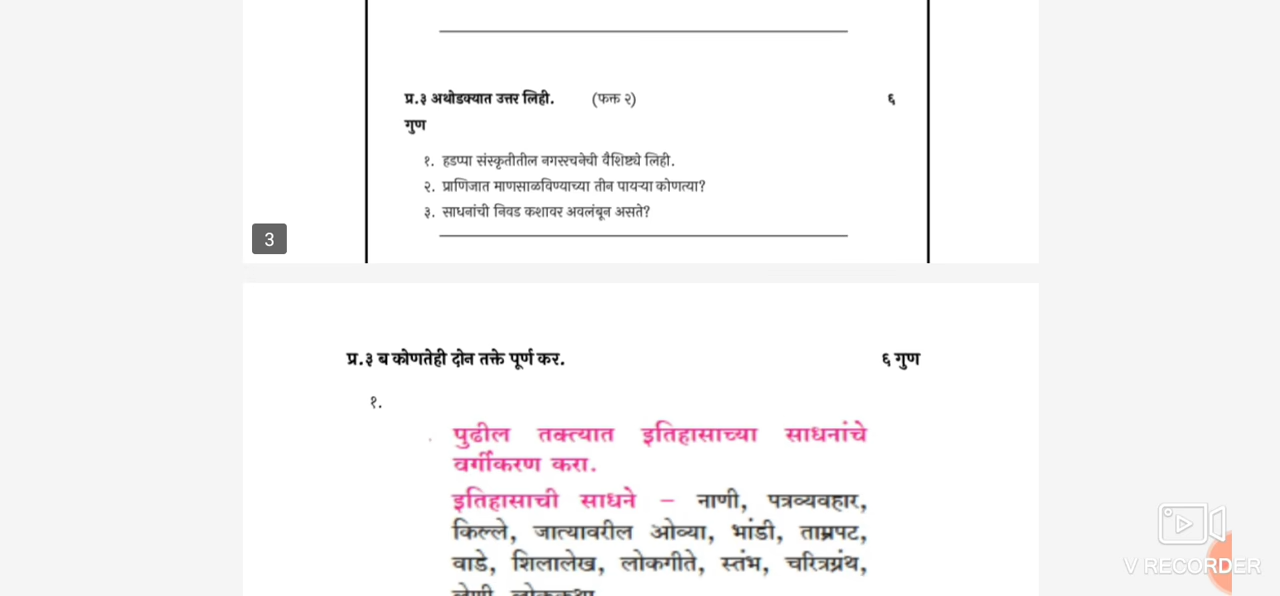 प्र.३ अथोडक्यात उत्तर लिही. (फक्त २) ६
गुण
१. हडप्पा संस्कृतीतील नगररचनेची वैशिष्ट्ये लिही.
२. प्राणिजात माणसाळविण्याच्या तीन पायऱ्या कोणत्या?
३. साधनांची निवड कशावर अवलंबून असते?
3
प्र.३ ब कोणतेही दोन तक्ते पूर्ण कर. ६ गुण
१.
पुढील तक्त्यात इतिहासाच्या साधनांचे
वर्गीकरण करा.
इतिहासाची साधने – नाणी, पत्रव्यवहार,
किल्ले, जात्यावरील ओव्या, भांडी, ताम्रपट,
वाडे, शिलालेख, लोकगीते, स्तंभ, चरित्रग्रंथ,
लेणी, लोककथा.
V RECORDER